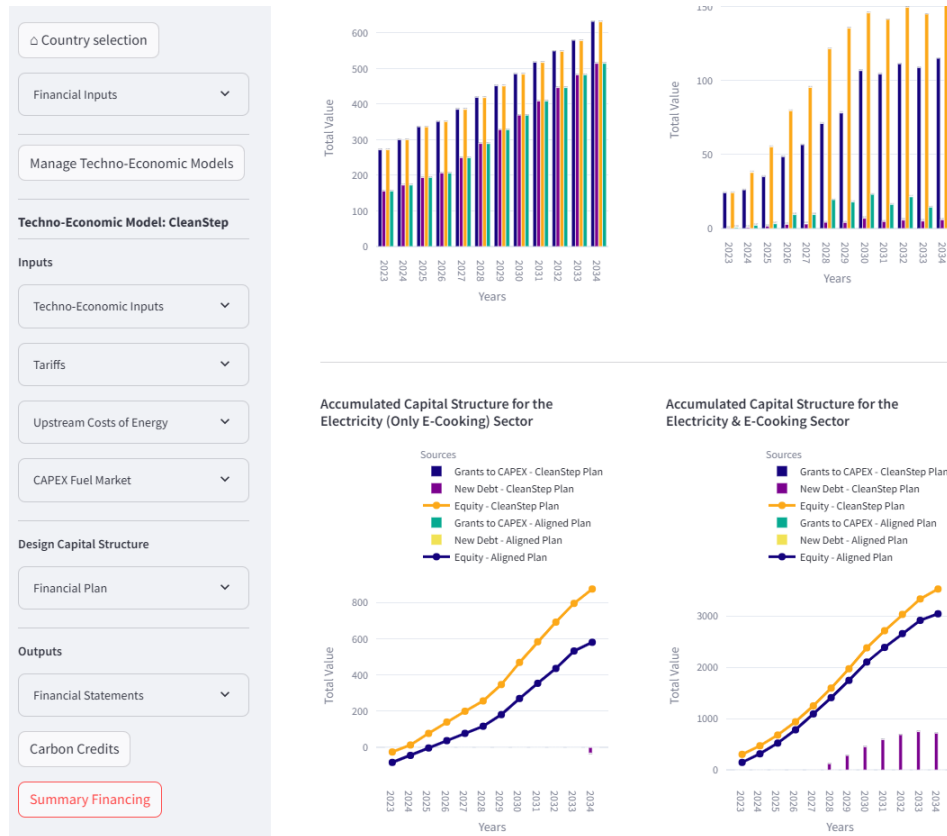 ⌂ Country selection
Financial Inputs
Manage Techno-Economic Models
Techno-Economic Model: CleanStep
Inputs
Techno-Economic Inputs
Tariffs
Upstream Costs of Energy
CAPEX Fuel Market
Design Capital Structure
Financial Plan
Outputs
Financial Statements
Carbon Credits
Summary Financing
600
500
400
300
200
100
0
Total Value
2023
2024
2025
2026
2027
2028
2029
2030
2031
2032
2033
2034
Years
150
100
50
0
Total Value
2023
2024
2025
2026
2027
2028
2029
2030
2031
2032
2033
2034
Years
Accumulated Capital Structure for the
Electricity (Only E-Cooking) Sector
Sources
Grants to CAPEX - CleanStep Plan
New Debt - CleanStep Plan
Equity - CleanStep Plan
Grants to CAPEX - Aligned Plan
New Debt - Aligned Plan
Equity - Aligned Plan
800
600
400
200
0
Total Value
2023
2024
2025
2026
2027
2028
2029
2030
2031
2032
2033
2034
Years
Accumulated Capital Structure for the
Electricity & E-Cooking Sector
Sources
Grants to CAPEX - CleanStep Plan
New Debt - CleanStep Plan
Equity - CleanStep Plan
Grants to CAPEX - Aligned Plan
New Debt - Aligned Plan
Equity - Aligned Plan
3000
2000
1000
0
Total Value
2023
2024
2025
2026
2027
2028
2029
2030
2031
2032
2033
2034
Years